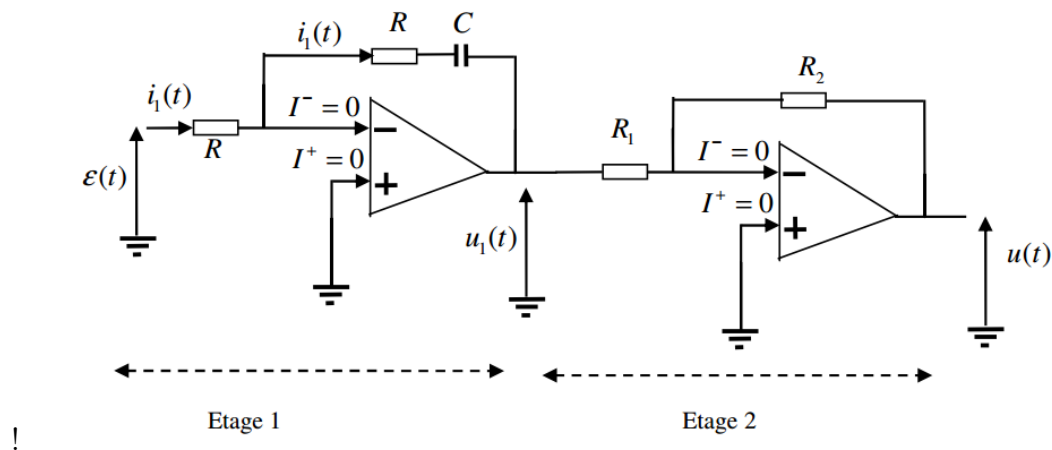 i₁(t) R C
i₁(t) I⁻ = 0 R₂
R I⁺ = 0 − R₁ I⁻ = 0
ε(t) + I⁺ = 0 −
u₁(t) + u(t)
Etage 1 Etage 2
!